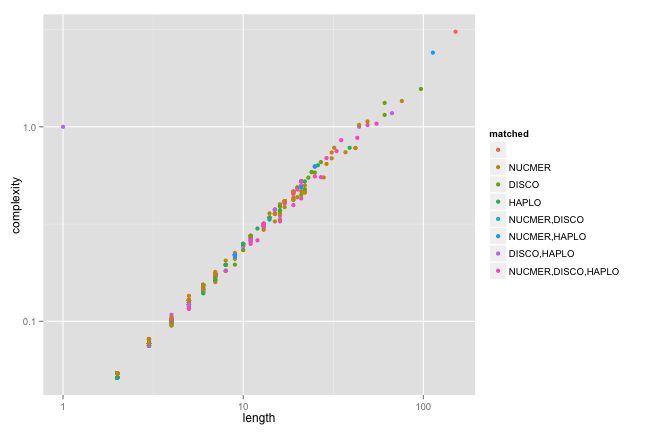 complexity
1.0
0.1
1
10
100
length
matched
NUCMER
DISCO
HAPLO
NUCMER,DISCO
NUCMER,HAPLO
DISCO,HAPLO
NUCMER,DISCO,HAPLO